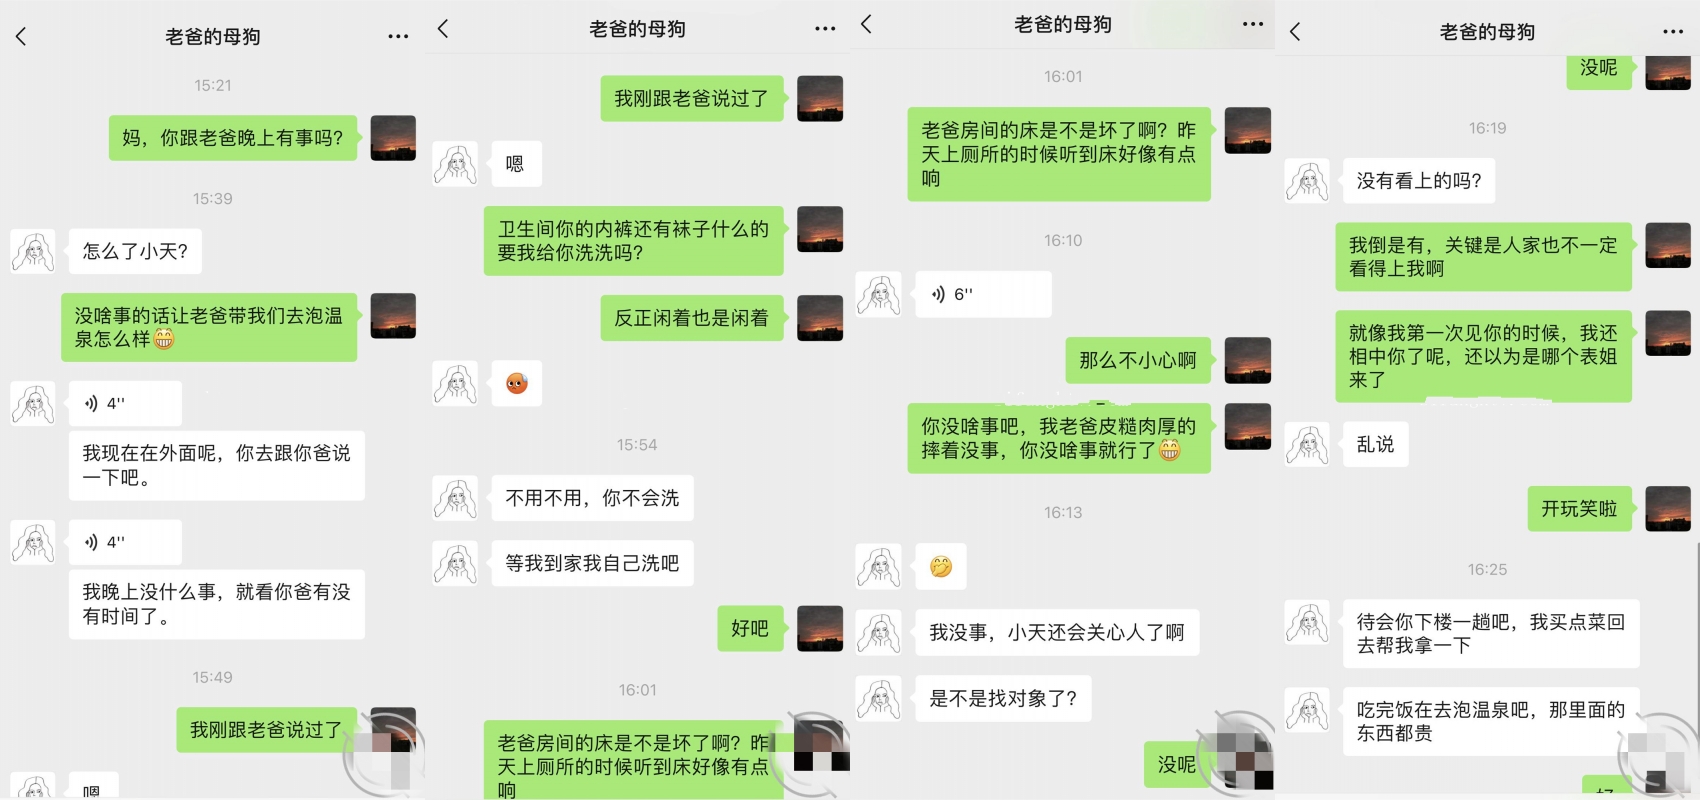 老爸的母狗
15:21
妈，你跟老爸晚上有事吗？
15:39
怎么了小天？
没啥事的话让老爸带我们去泡温
泉怎么样😁
4''
我现在在外面呢，你去跟你爸说
一下吧。
4''
我晚上没什么事，就看你爸有没
有时间了。
15:49
我刚跟老爸说过了
嗯
老爸的母狗
我刚跟老爸说过了
嗯
卫生间你的内裤还有袜子什么的
要我给你洗洗吗？
反正闲着也是闲着
15:54
不用不用，你不会洗
等我到家我自己洗吧
好吧
16:01
老爸房间的床是不是坏了啊？昨
天上厕所的时候听到床好像有点
响
老爸的母狗
16:01
老爸房间的床是不是坏了啊？昨
天上厕所的时候听到床好像有点
响
16:10
6''
那么不小心啊
你没啥事吧，我老爸皮糙肉厚的
摔着没事，你没啥事就行了😁
16:13
🤭
我没事，小天还会关心人了啊
是不是找对象了？
没呢
老爸的母狗
没呢
16:19
没有看上的吗？
我倒是有，关键是人家也不一定
看得上我啊
就像我第一次见你的时候，我还
相中你了呢，还以为是哪个表姐
来了
乱说
开玩笑啦
16:25
待会你下楼一趟吧，我买点菜回
去帮我拿一下
吃完饭在去泡温泉吧，那里面的
东西都贵